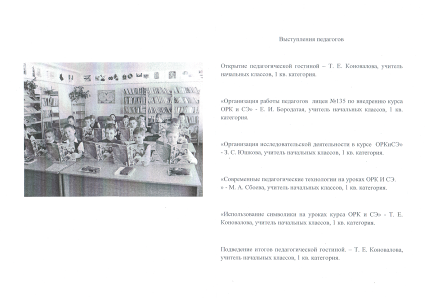 Выступления педагогов
Открытие педагогической гостиной – Т. Е. Коновалова, учитель
начальных классов, 1 кв. категория.
«Организация работы педагогов лицея №135 по внедрению курса
ОРК и СЭ» - Е. И. Бородатая, учитель начальных классов, 1 кв.
категория.
«Организация исследовательской деятельности в курсе ОРКиСЭ»
- З. С. Юшкова, учитель начальных классов, 1 кв. категория.
«Современные педагогические технологии на уроках ОРК И СЭ.
» - М. А. Сбоева, учитель начальных классов, 1 кв. категория.
«Использование символики на уроках курса ОРК и СЭ» - Т. Е.
Коновалова, учитель начальных классов, 1 кв. категория.
Подведение итогов педагогической гостиной. – Т. Е. Коновалова,
учитель начальных классов, 1 кв. категория.